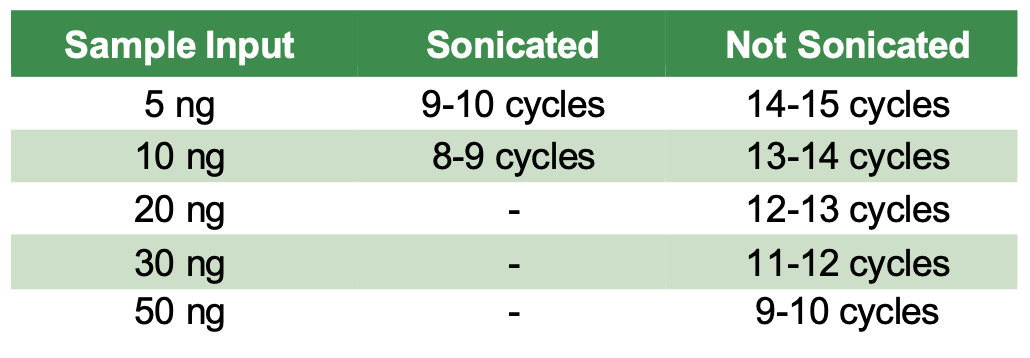 Sample Input Sonicated Not Sonicated
5 ng 9-10 cycles 14-15 cycles
10 ng 8-9 cycles 13-14 cycles
20 ng - 12-13 cycles
30 ng - 11-12 cycles
50 ng - 9-10 cycles